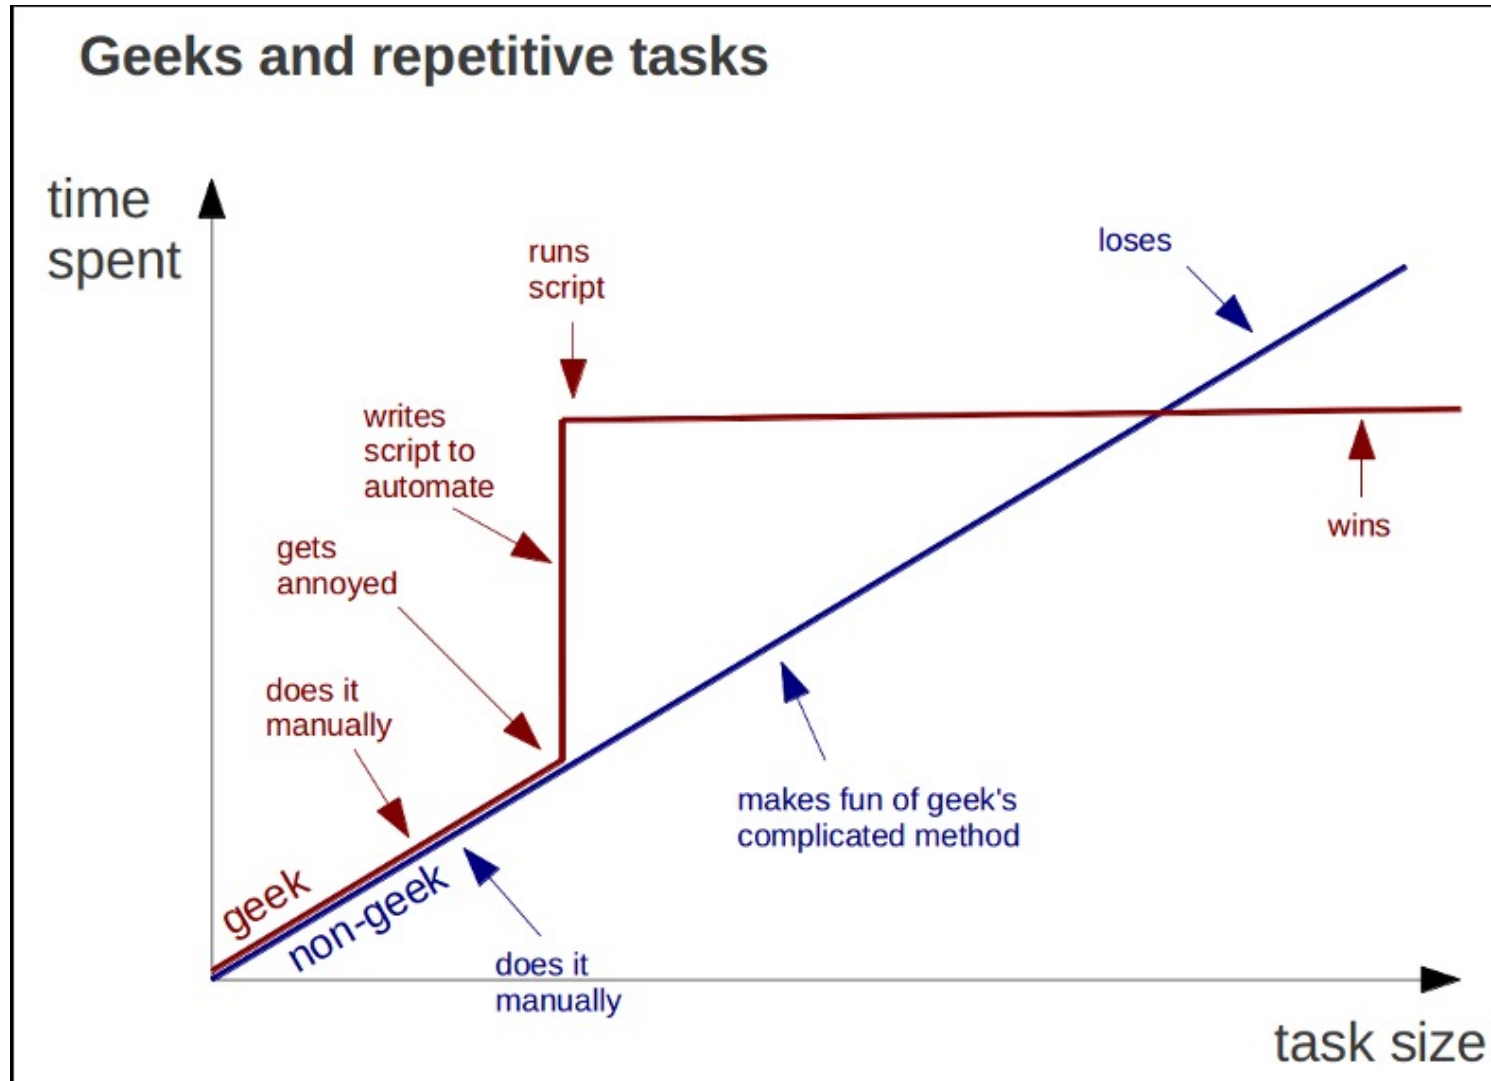 Geeks and repetitive tasks
time
spent
runs
script
loses
writes
script to
automate
wins
gets
annoyed
does it
manually
makes fun of geek's
complicated method
geek
non-geek
does it
manually
task size